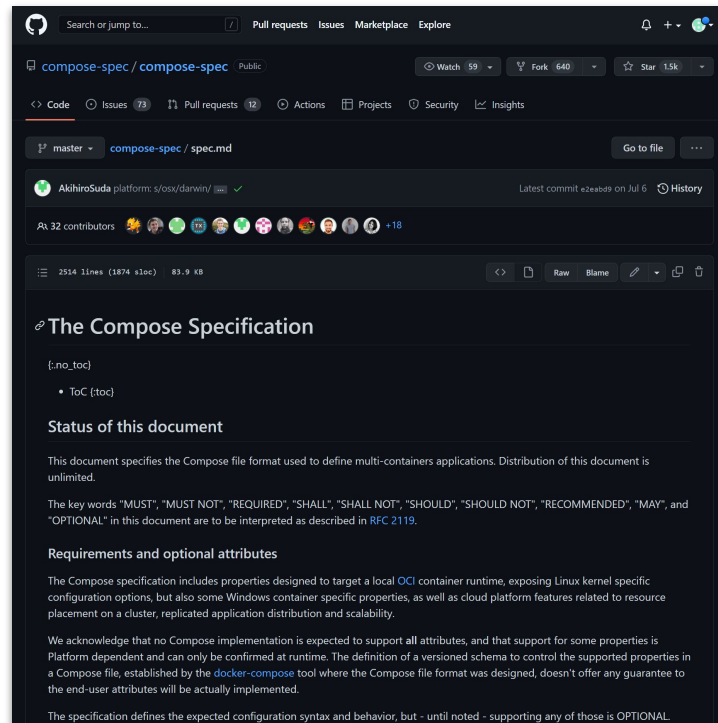 Search or jump to... /
Pull requests Issues Marketplace Explore
compose-spec / compose-spec Public
Watch 59 Fork 640 Star 1.5k
Code Issues 73 Pull requests 12 Actions Projects Security Insights
master compose-spec / spec.md Go to file ...
AkihiroSuda platform: s/osx/darwin/ ... Latest commit e2eabd9 on Jul 6 History
32 contributors TX +18
2514 lines (1874 sloc) 83.9 KB <> Raw Blame
The Compose Specification
{:.no_toc}
• ToC {:toc}
Status of this document
This document specifies the Compose file format used to define multi-containers applications. Distribution of this document is
unlimited.
The key words "MUST", "MUST NOT", "REQUIRED", "SHALL", "SHALL NOT", "SHOULD", "SHOULD NOT", "RECOMMENDED", "MAY", and
"OPTIONAL" in this document are to be interpreted as described in RFC 2119.
Requirements and optional attributes
The Compose specification includes properties designed to target a local OCI container runtime, exposing Linux kernel specific
configuration options, but also some Windows container specific properties, as well as cloud platform features related to resource
placement on a cluster, replicated application distribution and scalability.
We acknowledge that no Compose implementation is expected to support all attributes, and that support for some properties is
Platform dependent and can only be confirmed at runtime. The definition of a versioned schema to control the supported properties in
a Compose file, established by the docker-compose tool where the Compose file format was designed, doesn't offer any guarantee to
the end-user attributes will be actually implemented.
The specification defines the expected configuration syntax and behavior, but - until noted - supporting any of those is OPTIONAL.